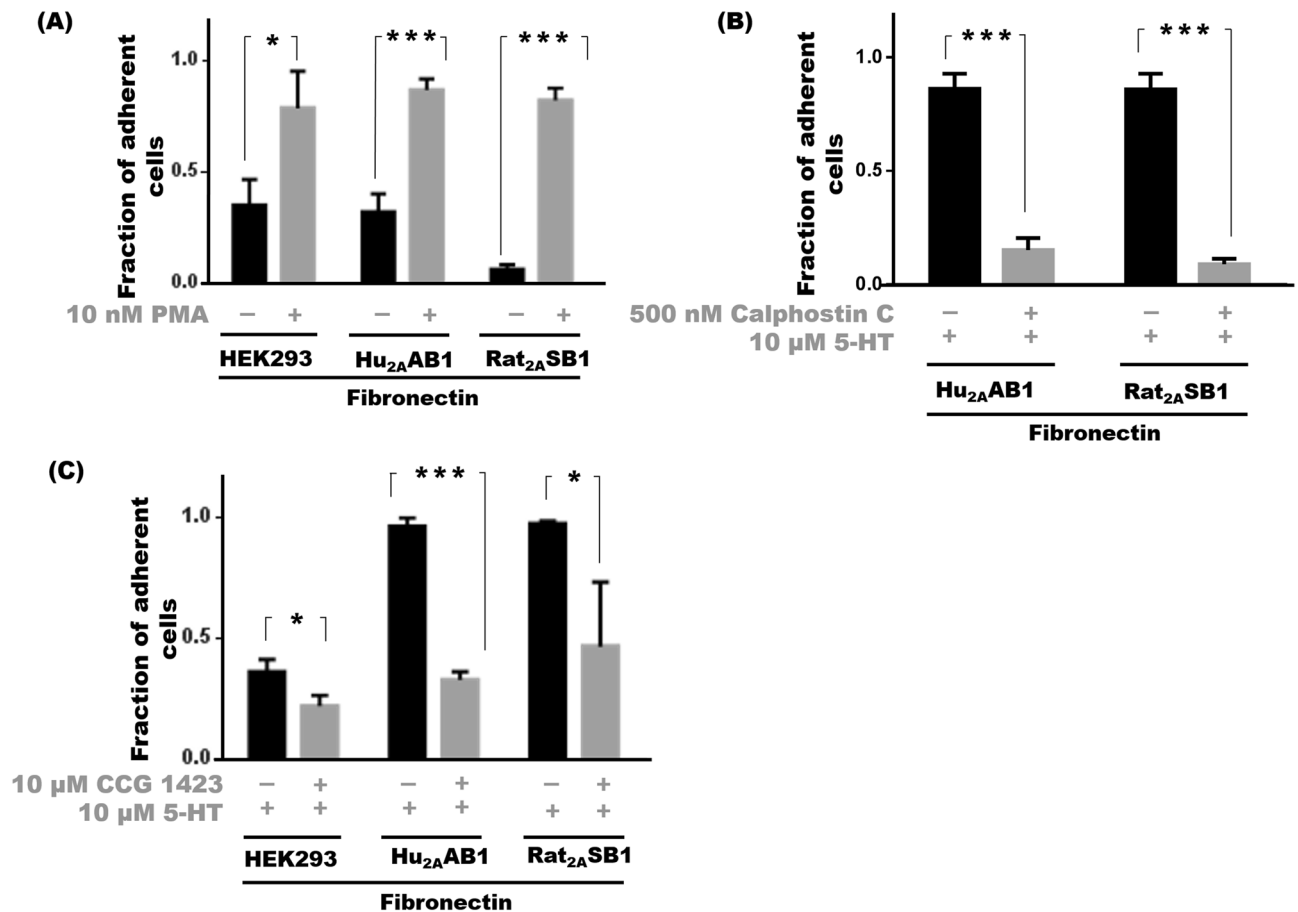 (A)
Fraction of adherent
cells
1.0
0.5
0.0
* *** ***
10 nM PMA − + − + − +
HEK293 Hu2AAB1 Rat2ASB1
Fibronectin
(B)
Fraction of adherent
cells
1.0
0.5
0.0
*** ***
500 nM Calphostin C − + − +
10 µM 5-HT + + + +
Hu2AAB1 Rat2ASB1
Fibronectin
(C)
Fraction of adherent
cells
1.0
0.5
0.0
* *** *
10 µM CCG 1423 − + − + − +
10 µM 5-HT + + + + + +
HEK293 Hu2AAB1 Rat2ASB1
Fibronectin